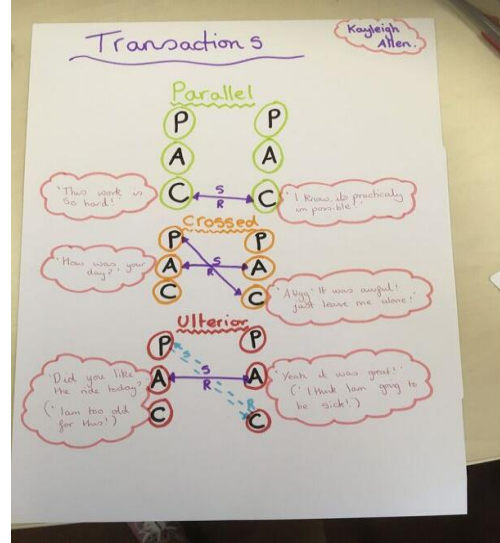 Transactions
Kayleigh
Allen.
Parallel
P P
A A
C S C
R
'This work is
so hard!'
'I know, its practically
impossible!'
Crossed
P P
A S A
R
C C
'How was your
day?'
'Argg! It was awful!
just leave me alone!'
Ulterior
P P
S
A S A
R
C R C
'Did you like
the ride today?'
('I am too old
for this!')
'Yeah it was great!'
('I think I am going to
be sick!')